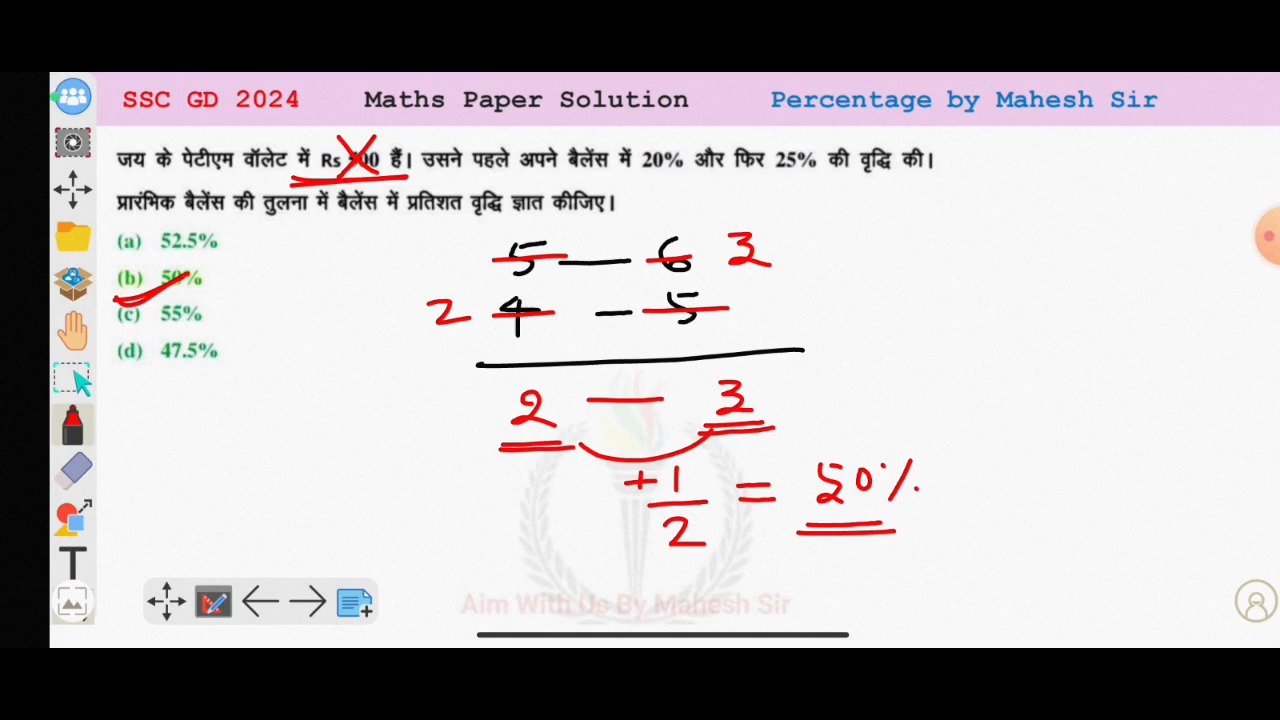 SSC GD 2024 Maths Paper Solution Percentage by Mahesh Sir
जय के पेटीएम वॉलेट में Rs 00 हैं। उसने पहले अपने बैलेंस में 20% और फिर 25% की वृद्धि की।
प्रारंभिक बैलेंस की तुलना में बैलेंस में प्रतिशत वृद्धि ज्ञात कीजिए।
(a) 52.5%
(b) 50%
(c) 55%
(d) 47.5%
5 — 6 3
2 4 – 5
2 — 3
+1/2 = 50%
T
Aim With Us By Mahesh Sir